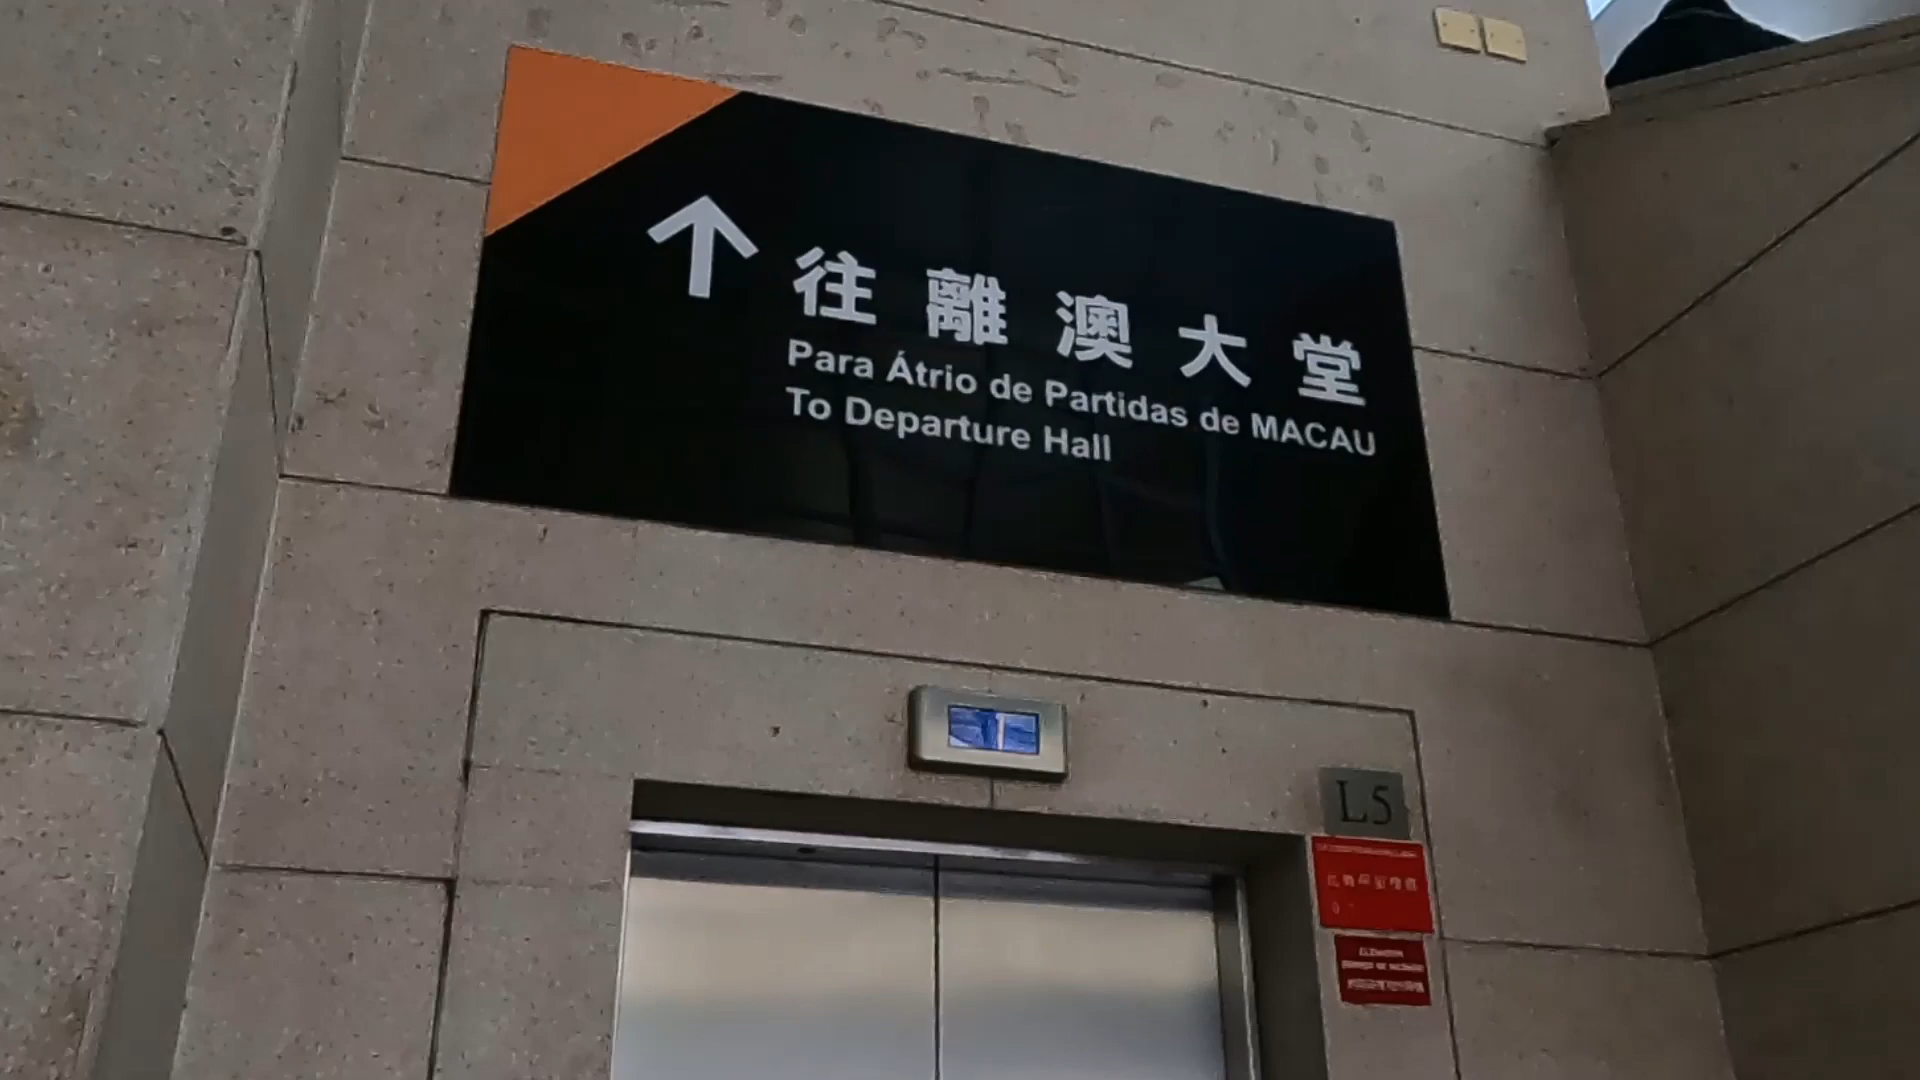 往離澳大堂
Para Átrio de Partidas de MACAU
To Departure Hall
L5